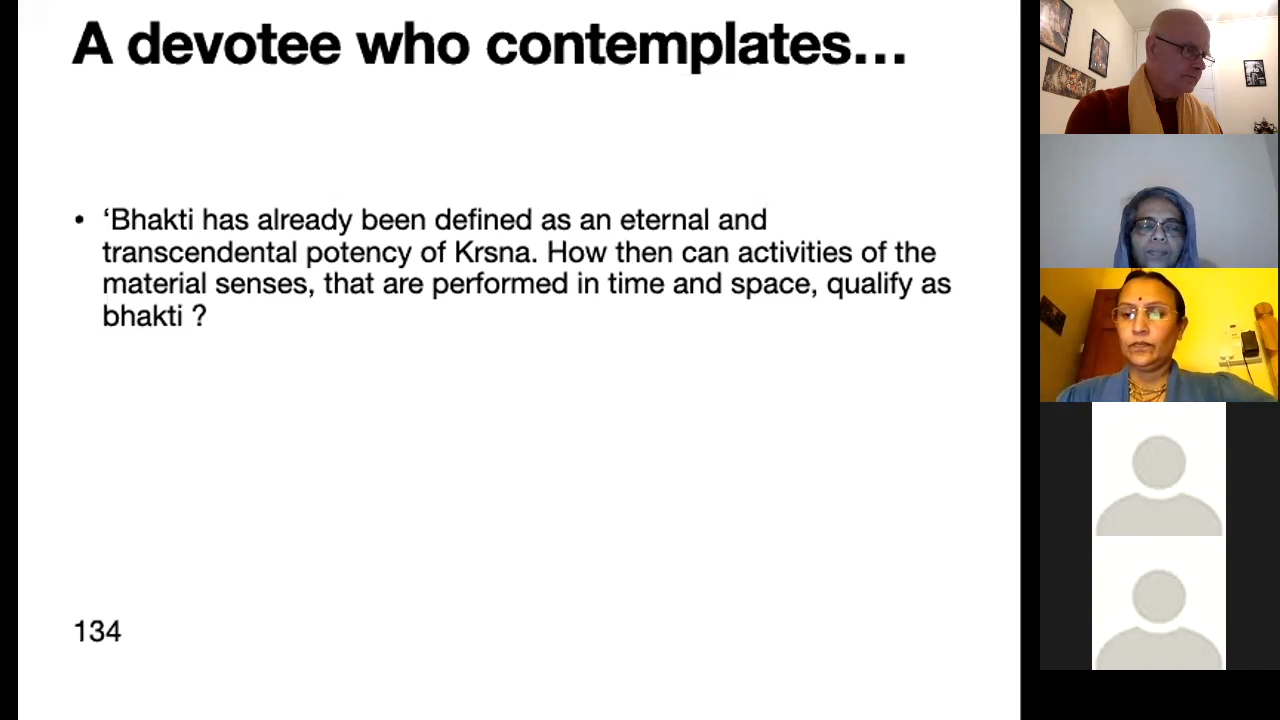 A devotee who contemplates…
• ‘Bhakti has already been defined as an eternal and
transcendental potency of Krsna. How then can activities of the
material senses, that are performed in time and space, qualify as
bhakti ?
134